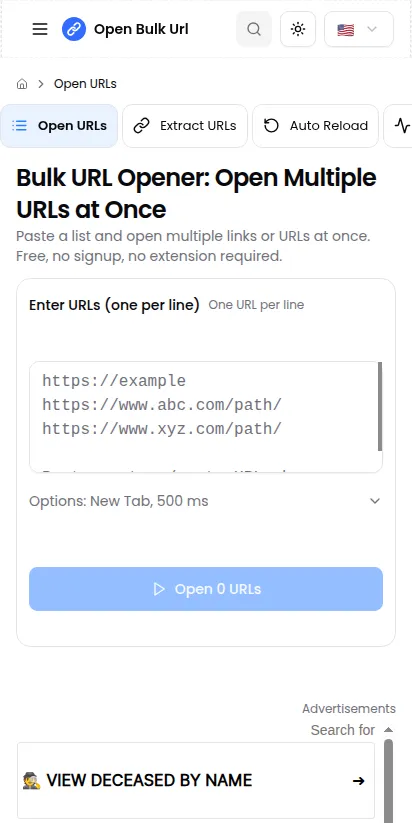 Open Bulk Url
Open URLs
Open URLs
Extract URLs
Auto Reload
Bulk URL Opener: Open Multiple
URLs at Once
Paste a list and open multiple links or URLs at once.
Free, no signup, no extension required.
Enter URLs (one per line) One URL per line
https://example
https://www.abc.com/path/
https://www.xyz.com/path/
Options: New Tab, 500 ms
Open 0 URLs
Advertisements
Search for
VIEW DECEASED BY NAME